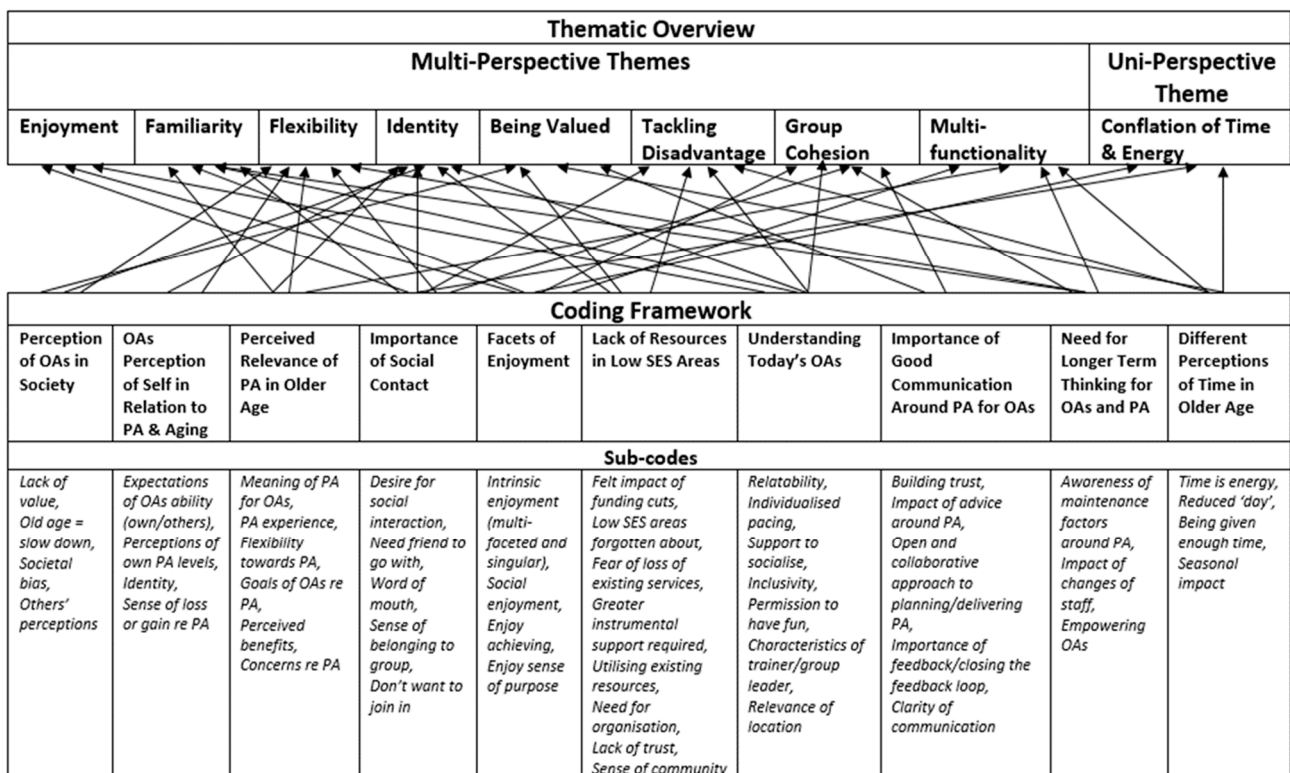 Thematic Overview
Multi-Perspective Themes
Uni-Perspective
Theme
Enjoyment
Familiarity
Flexibility
Identity
Being Valued
Tackling
Disadvantage
Group
Cohesion
Multi-
functionality
Conflation of Time
& Energy
Coding Framework
Perception
of OAs in
Society
OAs
Perception
of Self in
Relation to
PA & Aging
Perceived
Relevance of
PA in Older
Age
Importance
of Social
Contact
Facets of
Enjoyment
Lack of Resources
in Low SES Areas
Understanding
Today's OAs
Importance of
Good
Communication
Around PA for OAs
Need for
Longer Term
Thinking for
OAs and PA
Different
Perceptions
of Time in
Older Age
Sub-codes
Lack of
value,
Old age =
slow down,
Societal
bias,
Others'
perceptions
Expectations
of OAs ability
(own/others),
Perceptions of
own PA levels,
Identity,
Sense of loss
or gain re PA
Meaning of PA
for OAs,
PA experience,
Flexibility
towards PA,
Goals of OAs re
PA,
Perceived
benefits,
Concerns re PA
Desire for
social
interaction,
Need friend to
go with,
Word of
mouth,
Sense of
belonging to
group,
Don't want to
join in
Intrinsic
enjoyment
(multi-
faceted and
singular),
Social
enjoyment,
Enjoy
achieving,
Enjoy sense
of purpose
Felt impact of
funding cuts,
Low SES areas
forgotten about,
Fear of loss of
existing services,
Greater
instrumental
support required,
Utilising existing
resources,
Need for
organisation,
Lack of trust,
Sense of community
Relatability,
Individualised
pacing,
Support to
socialise,
Inclusivity,
Permission to
have fun,
Characteristics of
trainer/group
leader,
Relevance of
location
Building trust,
Impact of advice
around PA,
Open and
collaborative
approach to
planning/delivering
PA,
Importance of
feedback/closing the
feedback loop,
Clarity of
communication
Awareness of
maintenance
factors
around PA,
Impact of
changes of
staff,
Empowering
OAs
Time is energy,
Reduced 'day',
Being given
enough time,
Seasonal
impact